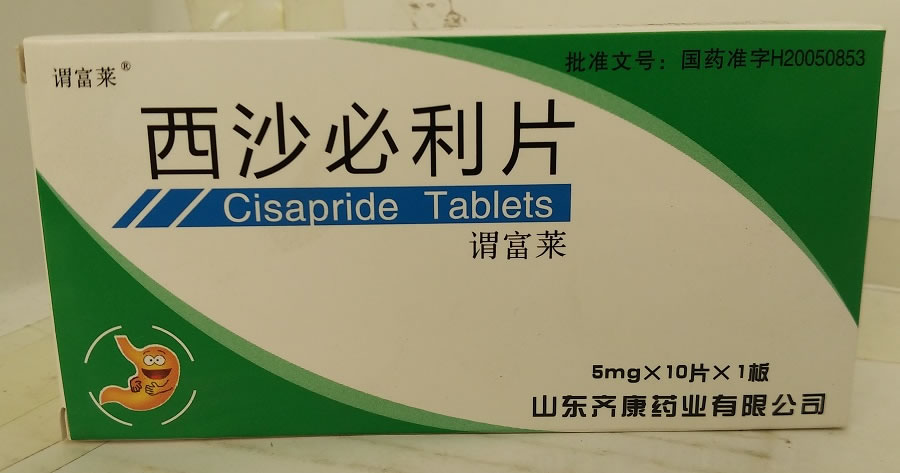 谓富莱®
批准文号：国药准字H20050853
西沙必利片
Cisapride Tablets
谓富莱
5mg×10片×1板
山东齐康药业有限公司